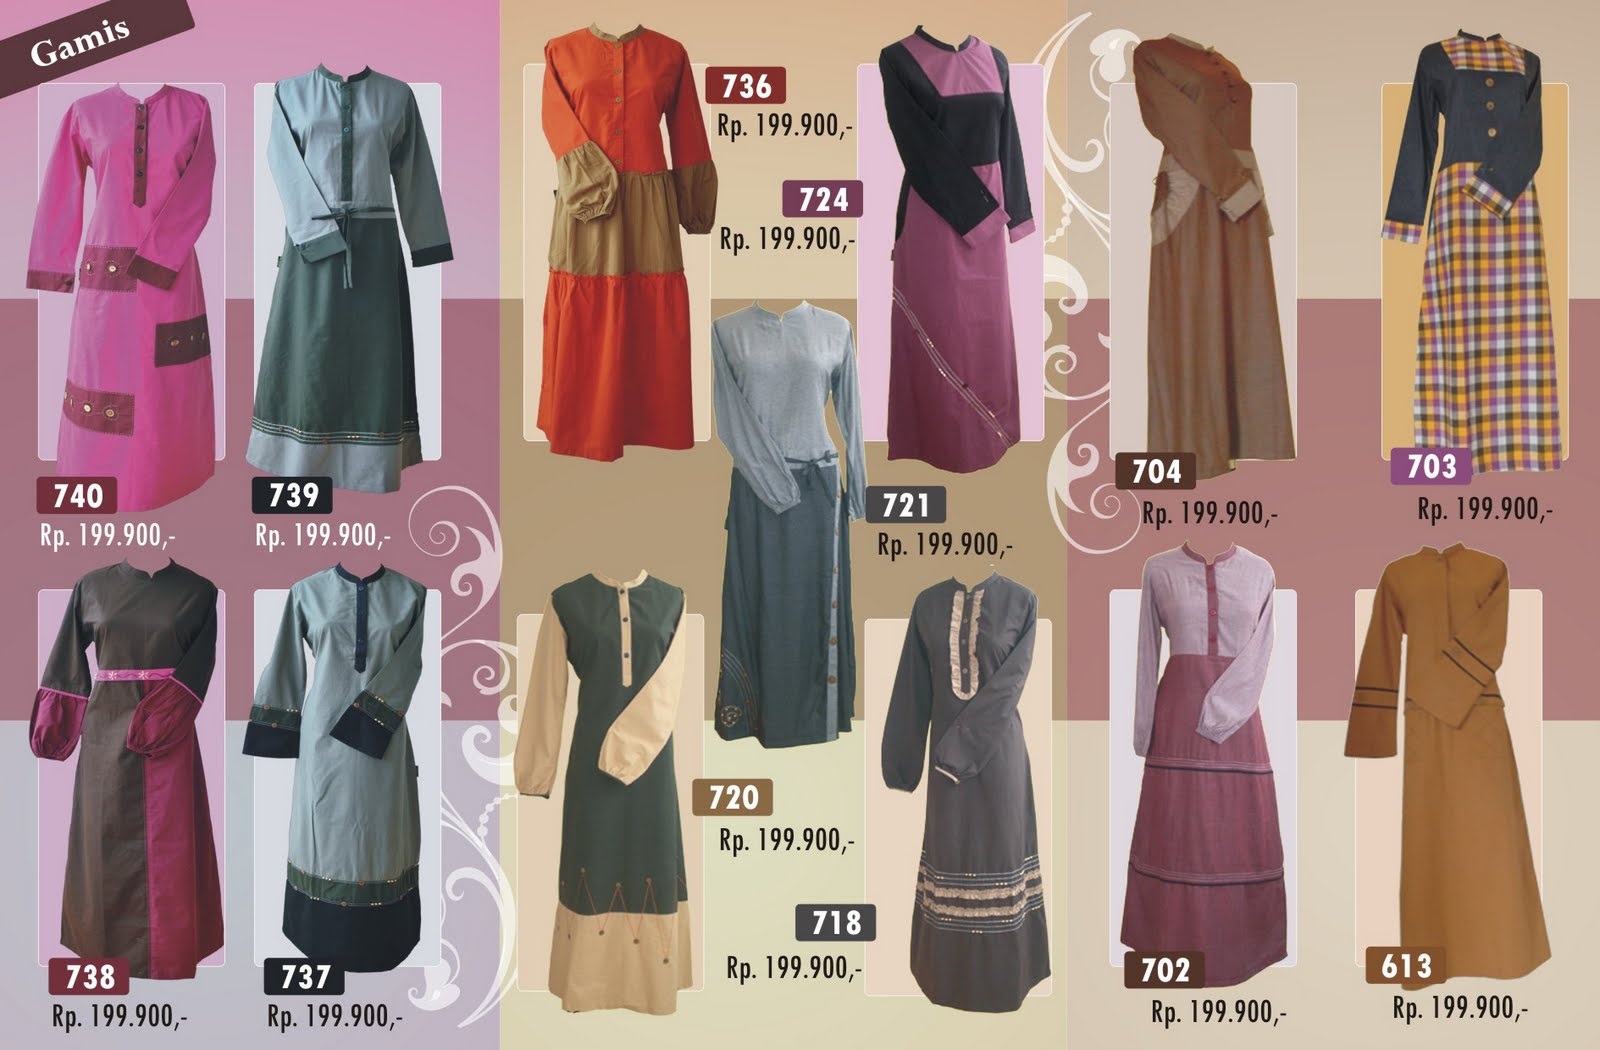 Gamis
740
Rp. 199.900,-
739
Rp. 199.900,-
738
Rp. 199.900,-
737
Rp. 199.900,-
736
Rp. 199.900,-
724
Rp. 199.900,-
721
Rp. 199.900,-
720
Rp. 199.900,-
718
Rp. 199.900,-
704
Rp. 199.900,-
703
Rp. 199.900,-
702
Rp. 199.900,-
613
Rp. 199.900,-